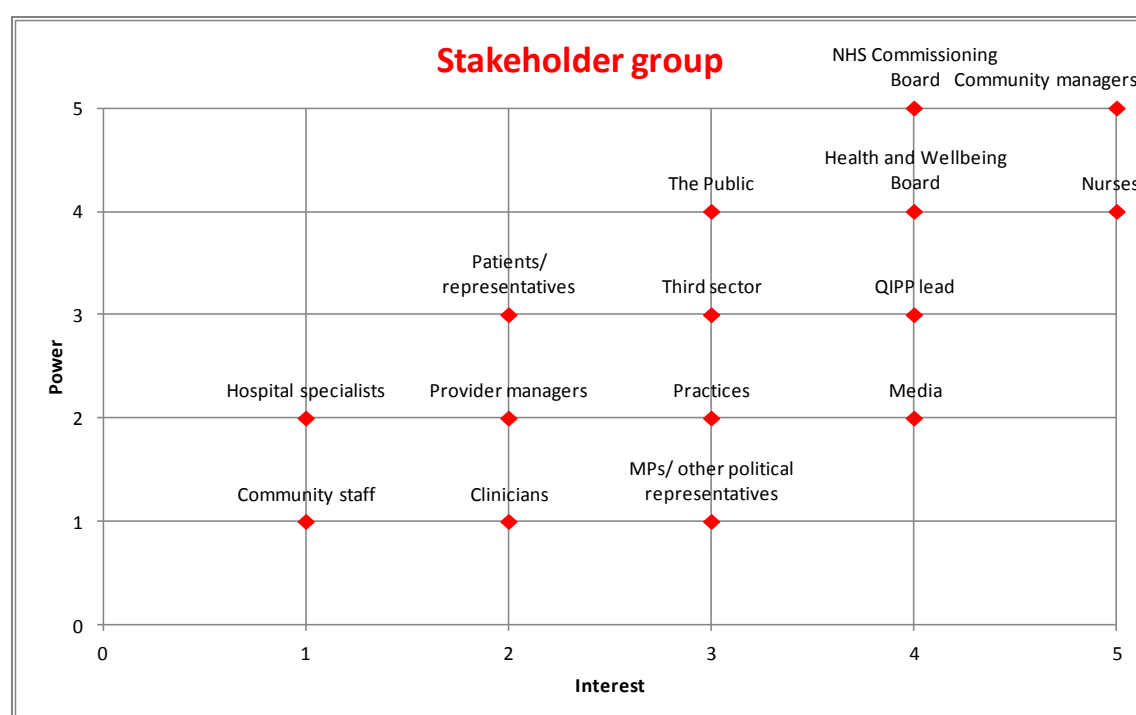 Stakeholder group
NHS Commissioning
Board
Community managers
5
Health and Wellbeing
Board
The Public
Nurses
4
Patients/
representatives
Third sector
QIPP lead
3
Power
Hospital specialists
Provider managers
Practices
Media
2
MPs/ other political
representatives
Community staff
Clinicians
1
0
0
1
2
3
4
5
Interest